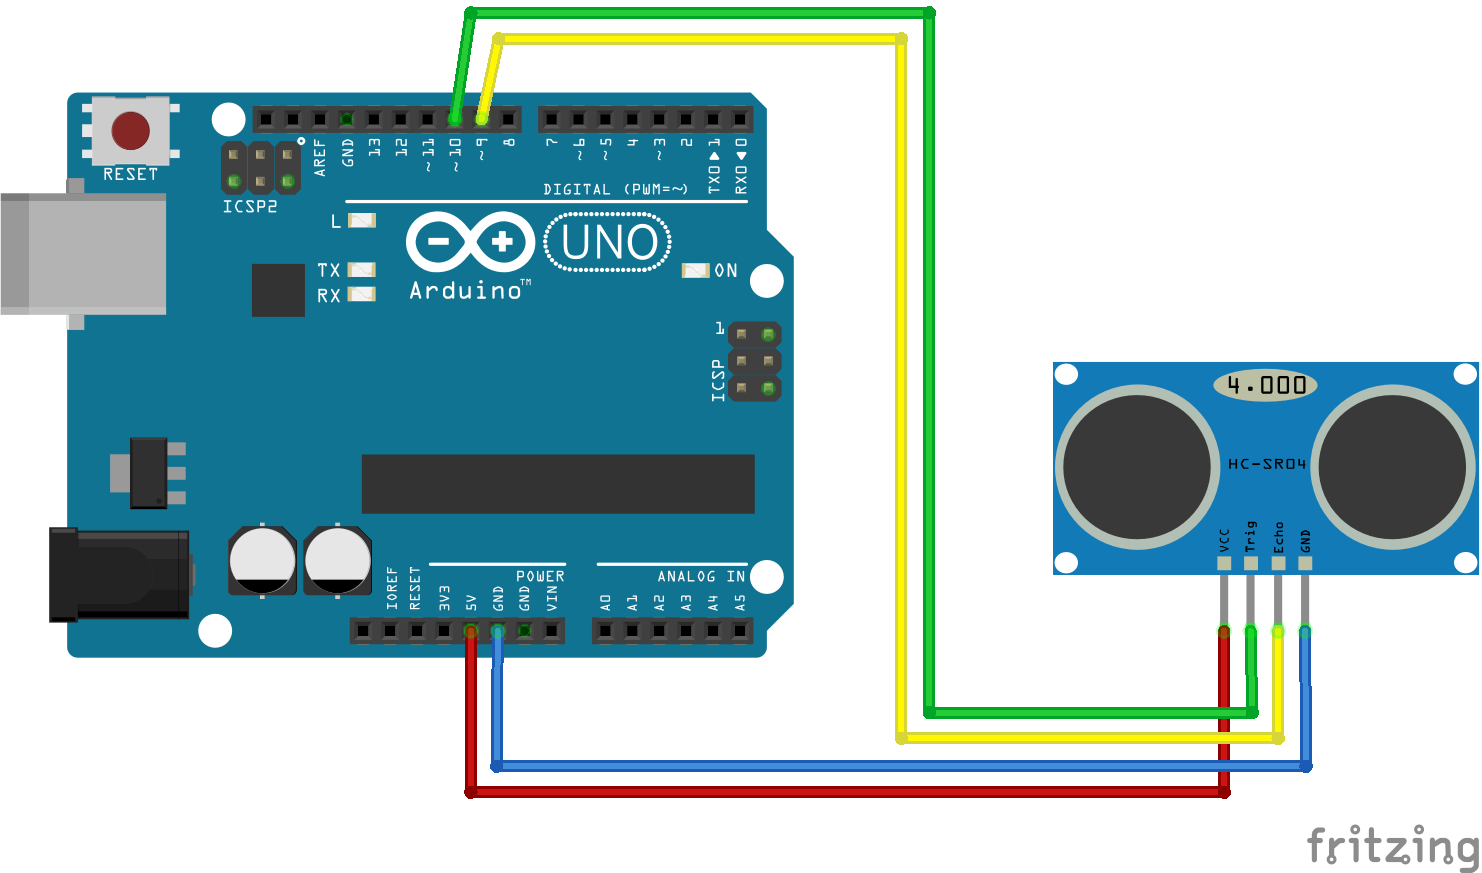 RESET
ICSP2
AREF
GND
13
12
~11
~10
~9
8
7
~6
~5
4
~3
2
TX0▶1
RX0◀0
DIGITAL (PWM=~)
L
TX
RX
UNO
Arduino™
ON
1
ICSP
4.000
HC-SR04
VCC
Trig
Echo
GND
POWER
ANALOG IN
IOREF
RESET
3V3
5V
GND
GND
VIN
A0
A1
A2
A3
A4
A5
fritzing